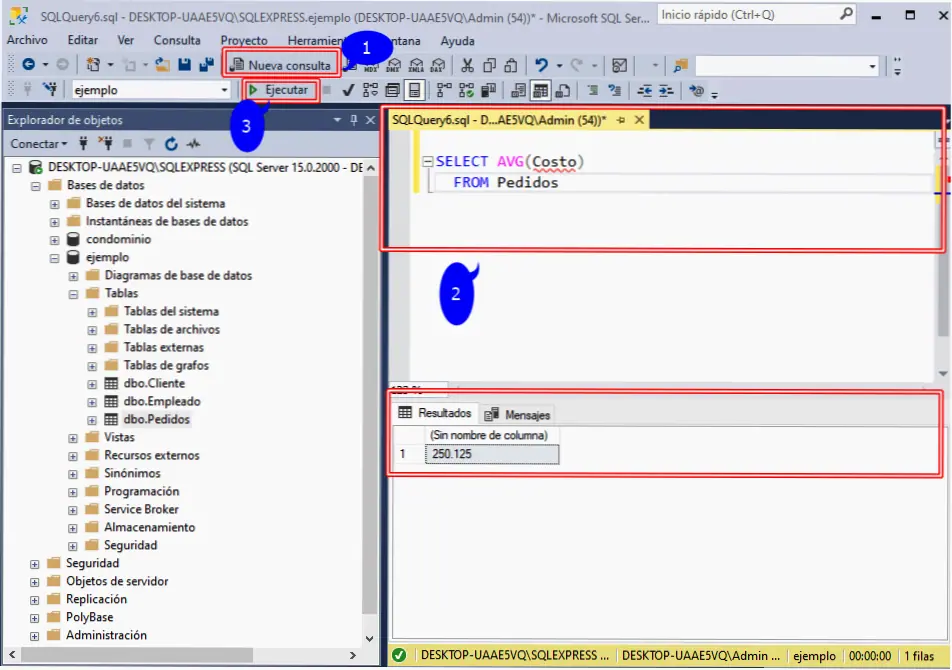 SQLQuery6.sql - DESKTOP-UAAE5VQ\SQLEXPRESS.ejemplo (DESKTOP-UAAE5VQ\Admin (54))* - Microsoft SQL Ser...
Inicio rápido (Ctrl+Q)
Archivo Editar Ver Consulta Proyecto Herramien ntana Ayuda
1
Nueva consulta
MDX DMX XMLA DAX
ejemplo
Ejecutar
3
Explorador de objetos
Conectar
DESKTOP-UAAE5VQ\SQLEXPRESS (SQL Server 15.0.2000 - DE
Bases de datos
Bases de datos del sistema
Instantáneas de bases de datos
condominio
ejemplo
Diagramas de base de datos
Tablas
Tablas del sistema
Tablas de archivos
Tablas externas
Tablas de grafos
dbo.Cliente
dbo.Empleado
dbo.Pedidos
Vistas
Recursos externos
Sinónimos
Programación
Service Broker
Almacenamiento
Seguridad
Seguridad
Objetos de servidor
Replicación
PolyBase
Administración
SQLQuery6.sql - D...AE5VQ\Admin (54))*
SELECT AVG(Costo)
FROM Pedidos
2
Resultados Mensajes
(Sin nombre de columna)
1 250.125
DESKTOP-UAAE5VQ\SQLEXPRESS ... DESKTOP-UAAE5VQ\Admin ... ejemplo 00:00:00 1 filas